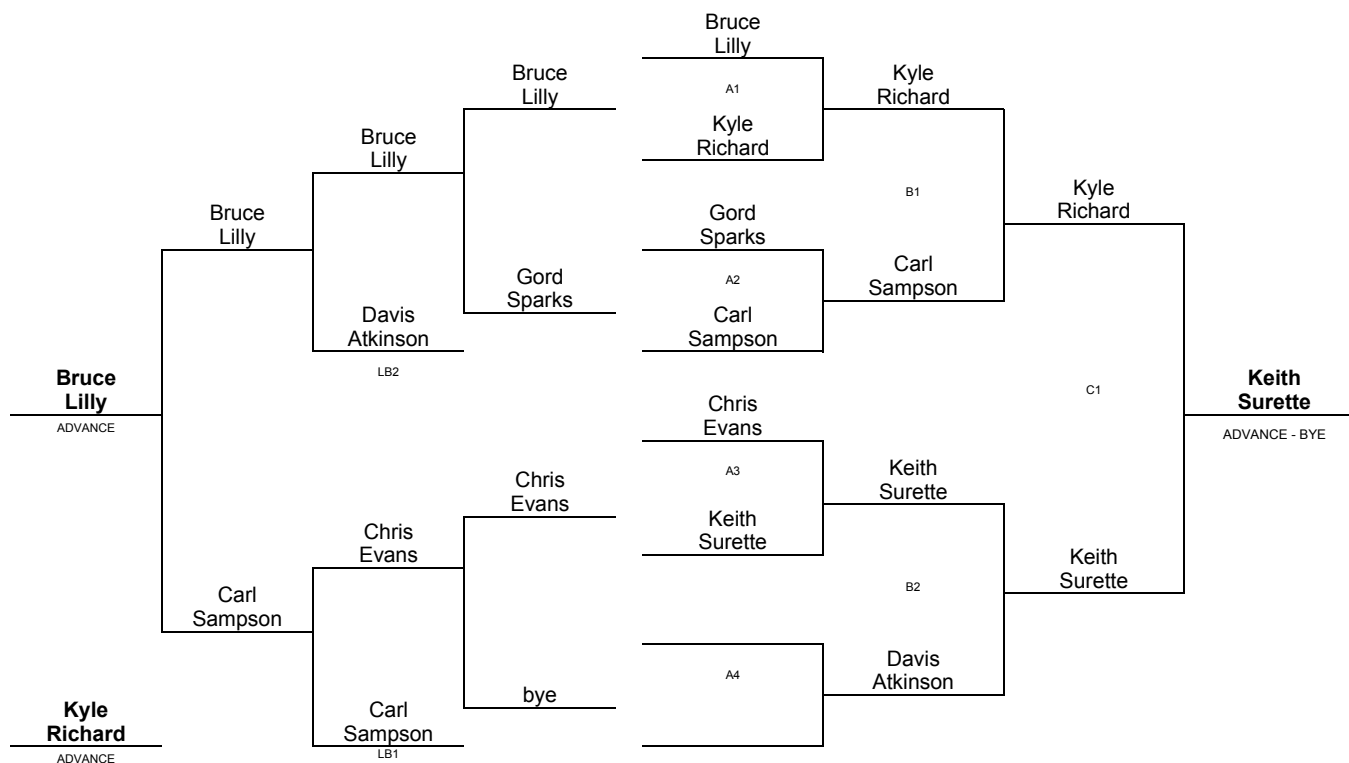 Bruce
Lilly
Bruce
Lilly
A1
Kyle
Richard
Kyle
Richard
Bruce
Lilly
Bruce
Lilly
Gord
Sparks
B1
Kyle
Richard
Gord
Sparks
A2
Carl
Sampson
Carl
Sampson
Davis
Atkinson
LB2
Bruce
Lilly
ADVANCE
Chris
Evans
C1
Keith
Surette
ADVANCE - BYE
A3
Keith
Surette
Keith
Surette
Chris
Evans
Chris
Evans
Keith
Surette
B2
Carl
Sampson
A4
Davis
Atkinson
bye
Kyle
Richard
ADVANCE
Carl
Sampson
LB1